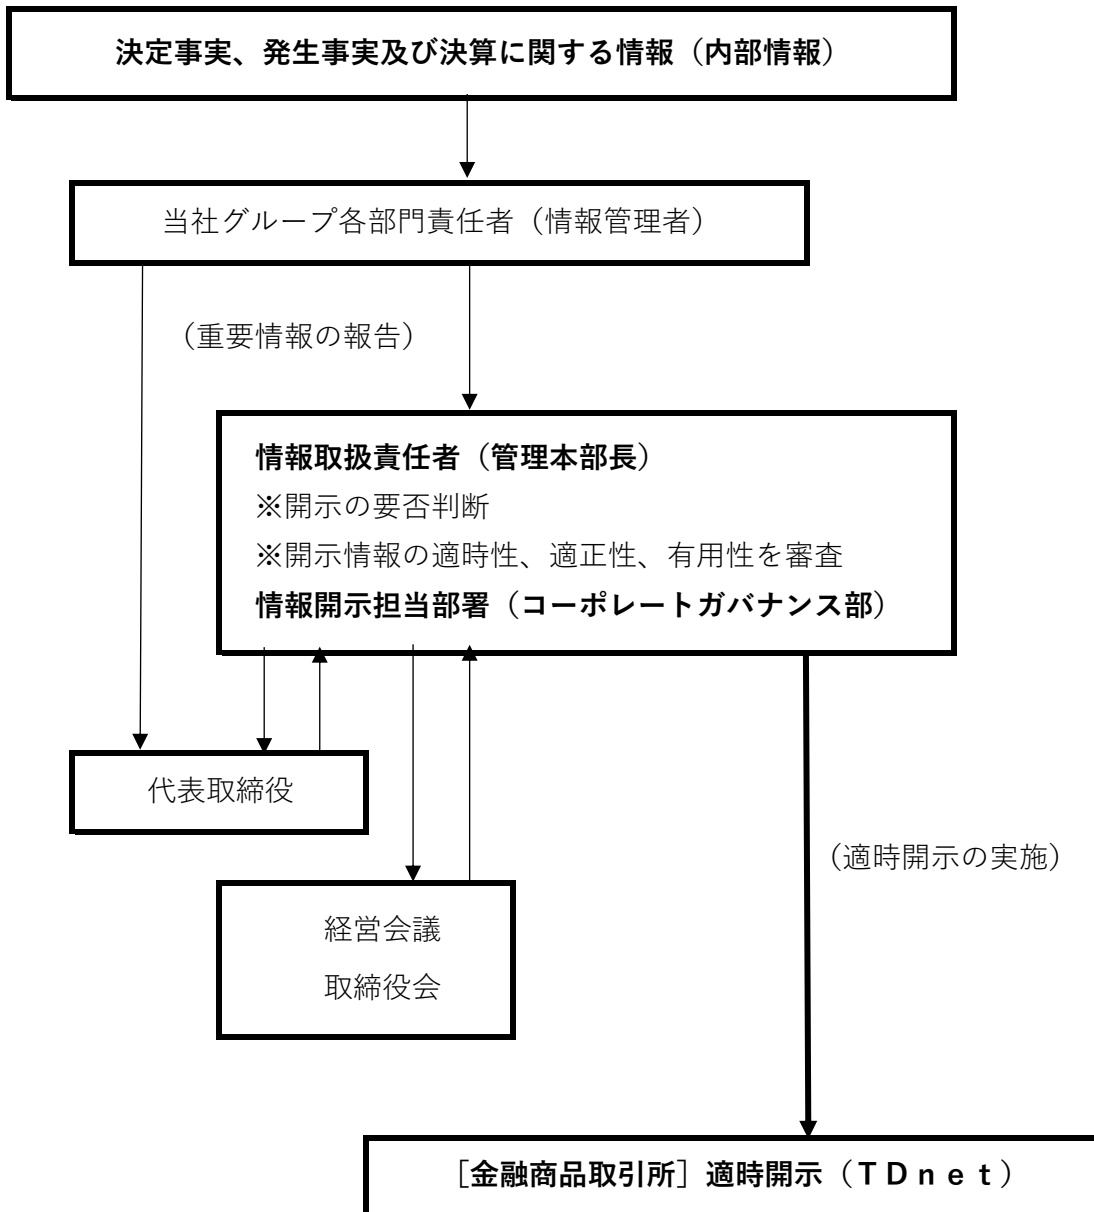 決定事実、発生事実及び決算に関する情報（内部情報）
当社グループ各部門責任者（情報管理者）
（重要情報の報告）
情報取扱責任者（管理本部長）
※開示の要否判断
※開示情報の適時性、適正性、有用性を審査
情報開示担当部署（コーポレートガバナンス部）
代表取締役
（適時開示の実施）
経営会議
取締役会
［金融商品取引所］適時開示（ＴＤｎｅｔ）